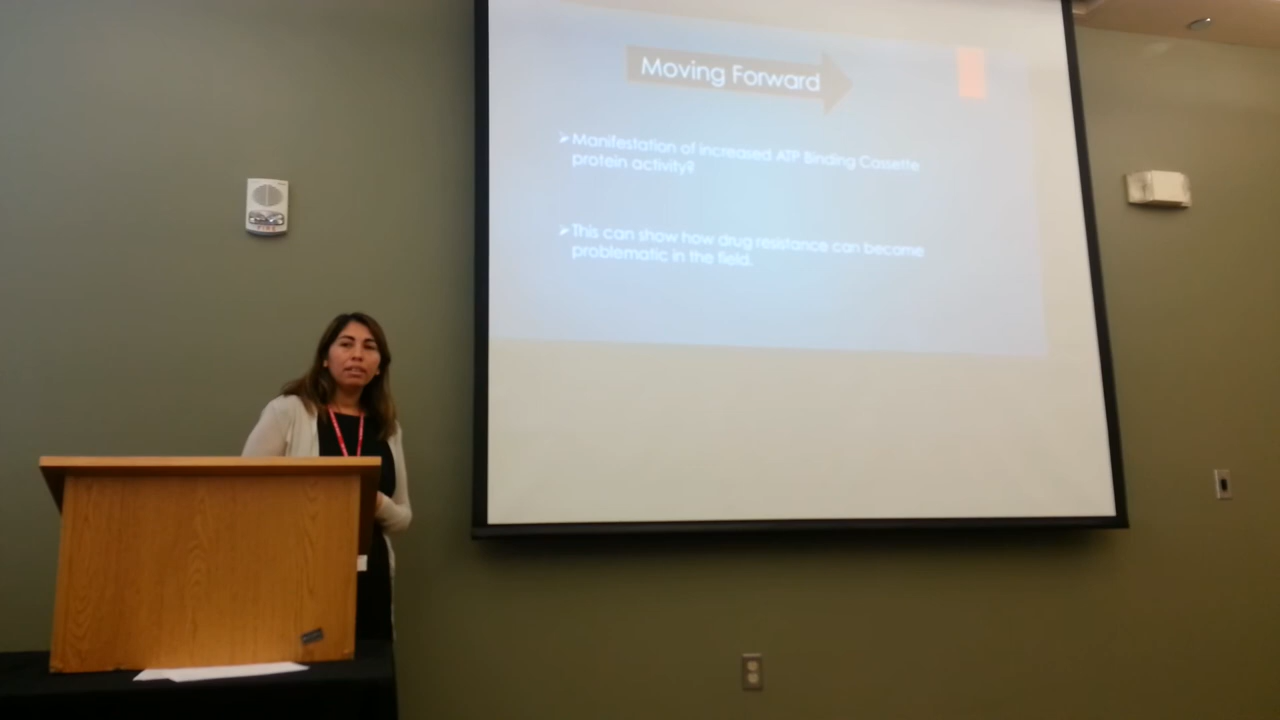 Moving Forward
Manifestation of increased ATP Binding Cassette
protein activity?
This can show how drug resistance can become
problematic in the field.
FIRE